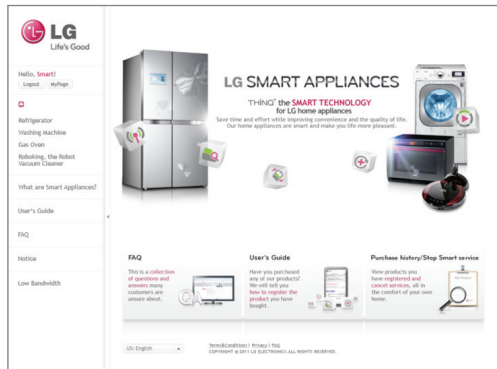 LG
Life's Good
Hello, Smart!
Logout MyPage
Refrigerator
Washing Machine
Gas Oven
Roboking, the Robot
Vacuum Cleaner
What are Smart Appliances?
User's Guide
FAQ
Notice
Low Bandwidth
LG SMART APPLIANCES
"THINQ" the SMART TECHNOLOGY
for LG home appliances
Save time and effort while improving convenience and the quality of life.
Our home appliances are smart and make you life more pleasant.
FAQ
This is a collection
of questions and
answers many
customers are
unsure about.
Q A
User's Guide
Have you purchased
any of our products?
We will tell you
how to register the
product you have
bought.
Purchase history/Stop Smart service
View products you
have registered and
cancel services, all in
the comfort of your own
home.
US/ English
Term&Conditions | Privacy | FAQ
COPYRIGHT © 2011 LG ELECTRONICS. ALL RIGHTS RESERVED.